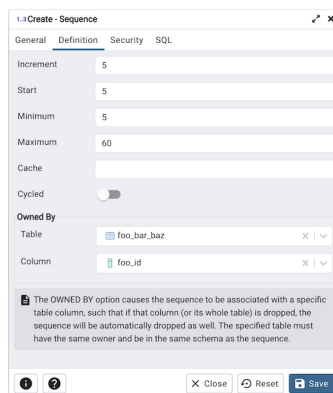 1..3 Create - Sequence
General Definition Security SQL
Increment 5
Start 5
Minimum 5
Maximum 60
Cache
Cycled
Owned By
Table foo_bar_baz
Column foo_id
The OWNED BY option causes the sequence to be associated with a specific
table column, such that if that column (or its whole table) is dropped, the
sequence will be automatically dropped as well. The specified table must
have the same owner and be in the same schema as the sequence.
Close Reset Save